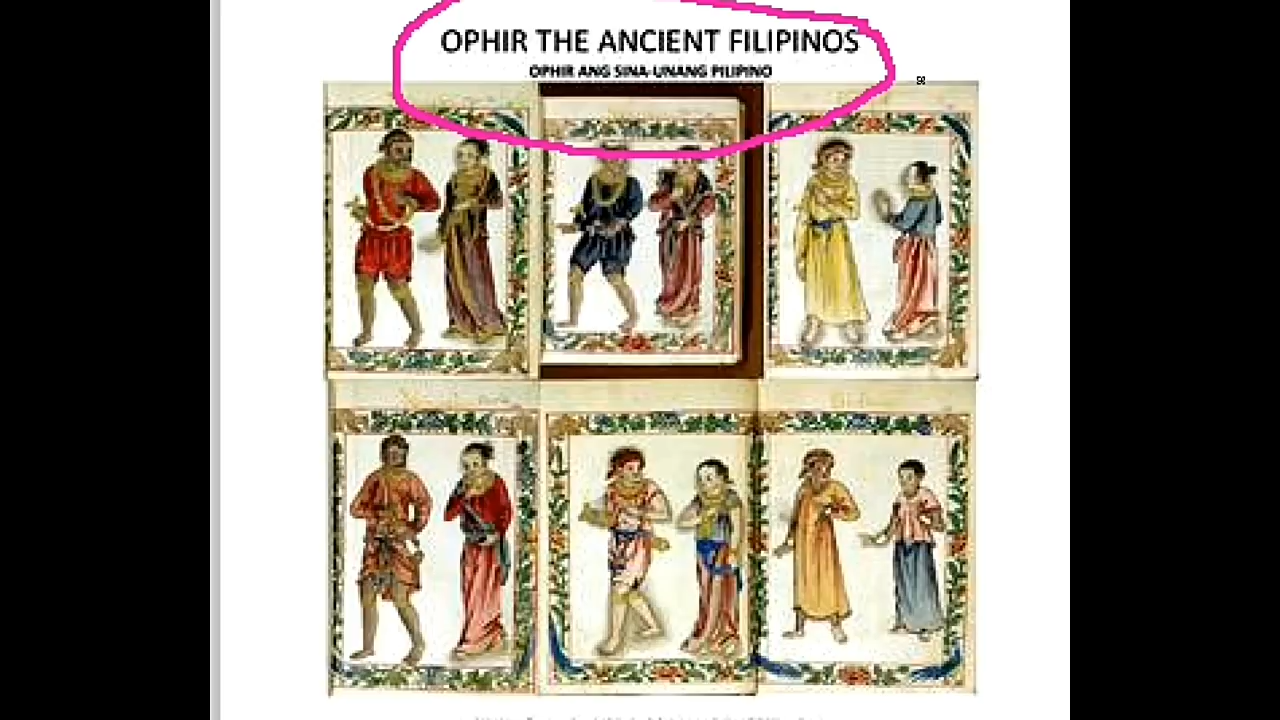 OPHIR THE ANCIENT FILIPINOS
OPHIR ANG SINA-UNANG PILIPINO